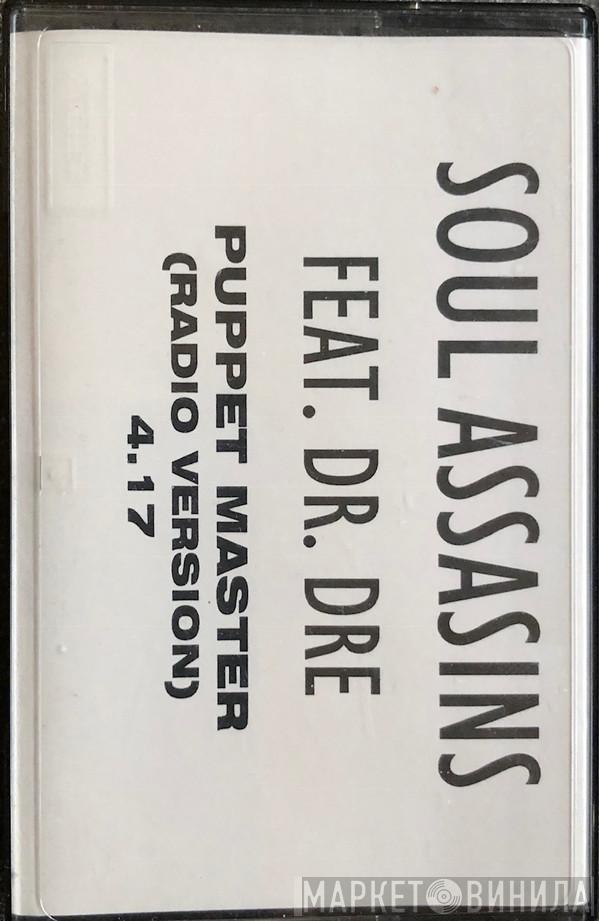 SOUL ASSASINS
FEAT. DR. DRE
PUPPET MASTER
(RADIO VERSION)
4.17
МАРКЕТ ВИНИЛА